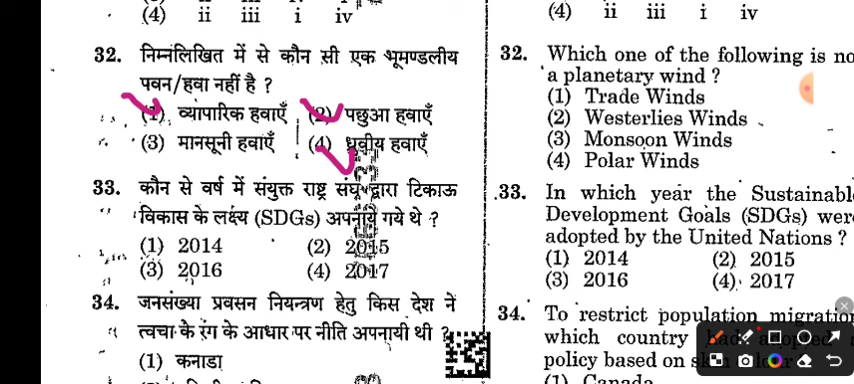 (4) ii iii i iv
32. निम्नंलिखित में से कौन सी एक भूमण्डलीय
पवन/हवा नहीं है ?
(1) व्यापारिक हवाएँ (2) पछुआ हवाएँ
(3) मानसूनी हवाएँ (4) ध्रुवीय हवाएँ
33. कौन से वर्ष में संयुक्त राष्ट्र संघ द्वारा टिकाऊ
विकास के लक्ष्य (SDGs) अपनाये गये थे ?
(1) 2014 (2) 2015
(3) 2016 (4) 2017
34. जनसंख्या प्रवसन नियन्त्रण हेतु किस देश नें
त्वचा के रंग के आधार पर नीति अपनायी थी ?
(1) कनाडा
(4) ii iii i iv
32. Which one of the following is no
a planetary wind ?
(1) Trade Winds
(2) Westerlies Winds
(3) Monsoon Winds
(4) Polar Winds
33. In which year the Sustainabl
Development Goals (SDGs) wer
adopted by the United Nations ?
(1) 2014 (2) 2015
(3) 2016 (4) 2017
34. To restrict population migratio
which country
policy based on
(1) Canada